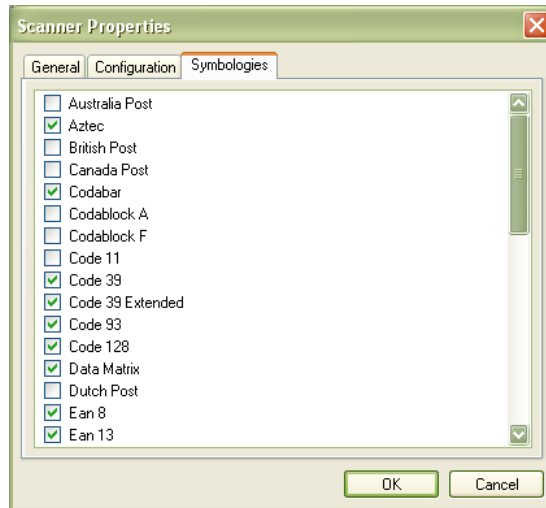 Scanner Properties
General Configuration Symbologies
Australia Post
Aztec
British Post
Canada Post
Codabar
Codablock A
Codablock F
Code 11
Code 39
Code 39 Extended
Code 93
Code 128
Data Matrix
Dutch Post
Ean 8
Ean 13
OK Cancel